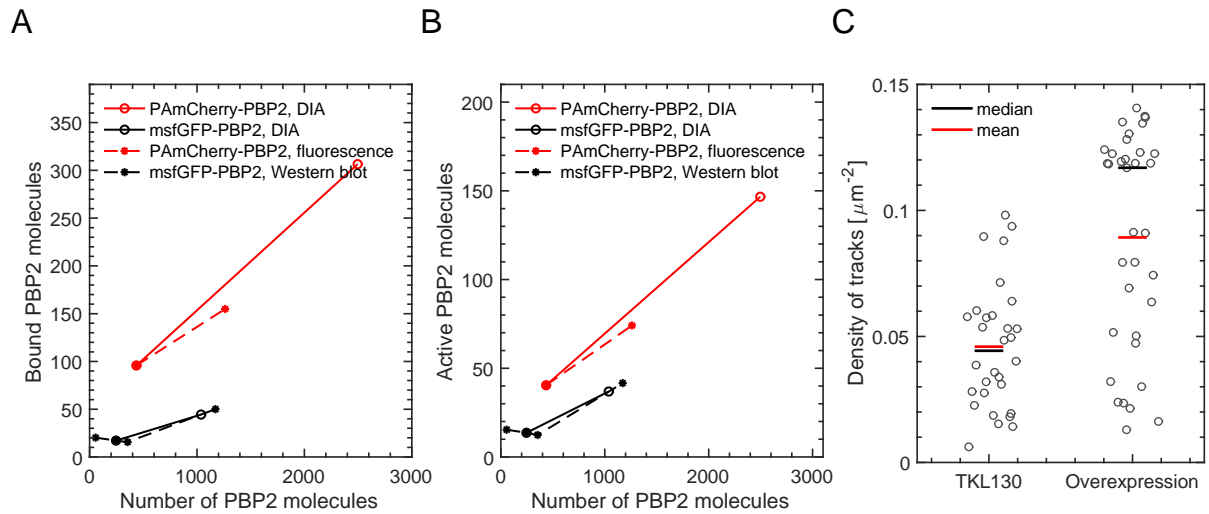 A
B
C
Bound PBP2 molecules
350
300
250
200
150
100
50
0
PAmCherry-PBP2, DIA
msfGFP-PBP2, DIA
PAmCherry-PBP2, fluorescence
msfGFP-PBP2, Western blot
0 1000 2000 3000
Number of PBP2 molecules
Active PBP2 molecules
200
150
100
50
0
PAmCherry-PBP2, DIA
msfGFP-PBP2, DIA
PAmCherry-PBP2, fluorescence
msfGFP-PBP2, Western blot
0 1000 2000 3000
Number of PBP2 molecules
Density of tracks [μm⁻²]
0.15
0.1
0.05
0
median
mean
TKL130 Overexpression